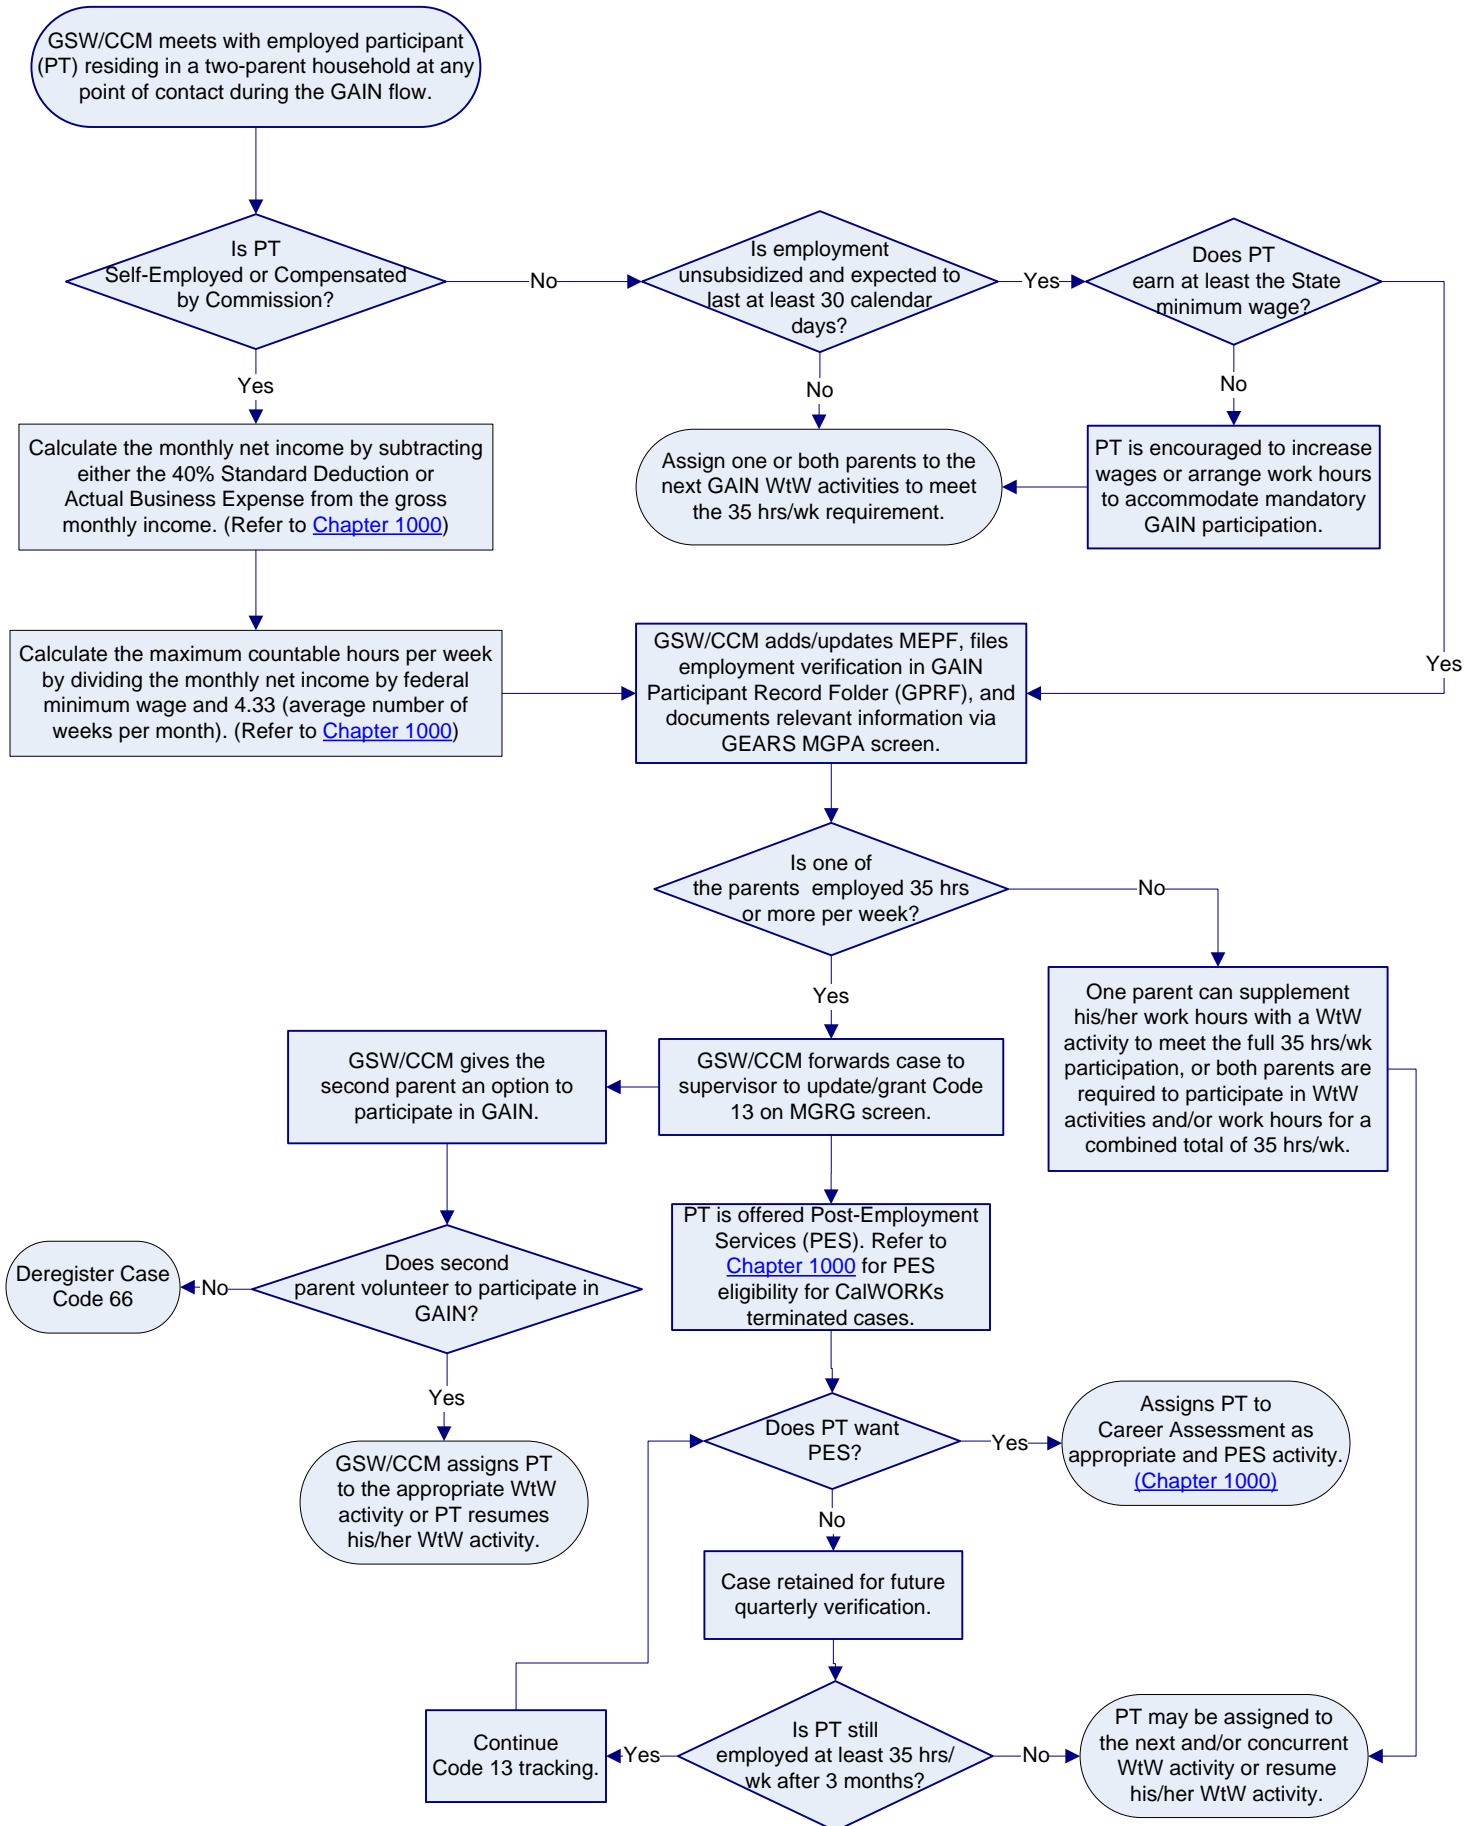 GSW/CCM meets with employed participant
(PT) residing in a two-parent household at any
point of contact during the GAIN flow.
Is PT
Self-Employed or Compensated
by Commission?
No
Is employment
unsubsidized and expected to
last at least 30 calendar
days?
Yes
Does PT
earn at least the State
minimum wage?
Yes
No
No
Calculate the monthly net income by subtracting
either the 40% Standard Deduction or
Actual Business Expense from the gross
monthly income. (Refer to Chapter 1000)
Assign one or both parents to the
next GAIN WtW activities to meet
the 35 hrs/wk requirement.
PT is encouraged to increase
wages or arrange work hours
to accommodate mandatory
GAIN participation.
Calculate the maximum countable hours per week
by dividing the monthly net income by federal
minimum wage and 4.33 (average number of
weeks per month). (Refer to Chapter 1000)
GSW/CCM adds/updates MEPF, files
employment verification in GAIN
Participant Record Folder (GPRF), and
documents relevant information via
GEARS MGPA screen.
Yes
Is one of
the parents  employed 35 hrs
or more per week?
No
Yes
One parent can supplement
his/her work hours with a WtW
activity to meet the full 35 hrs/wk
participation, or both parents are
required to participate in WtW
activities and/or work hours for a
combined total of 35 hrs/wk.
GSW/CCM gives the
second parent an option to
participate in GAIN.
GSW/CCM forwards case to
supervisor to update/grant Code
13 on MGRG screen.
PT is offered Post-Employment
Services (PES). Refer to
Chapter 1000 for PES
eligibility for CalWORKs
terminated cases.
Deregister Case
Code 66
No
Does second
parent volunteer to participate in
GAIN?
Yes
GSW/CCM assigns PT
to the appropriate WtW
activity or PT resumes
his/her WtW activity.
Does PT want
PES?
Yes
Assigns PT to
Career Assessment as
appropriate and PES activity.
(Chapter 1000)
No
Case retained for future
quarterly verification.
Continue
Code 13 tracking.
Yes
Is PT still
employed at least 35 hrs/
wk after 3 months?
No
PT may be assigned to
the next and/or concurrent
WtW activity or resume
his/her WtW activity.